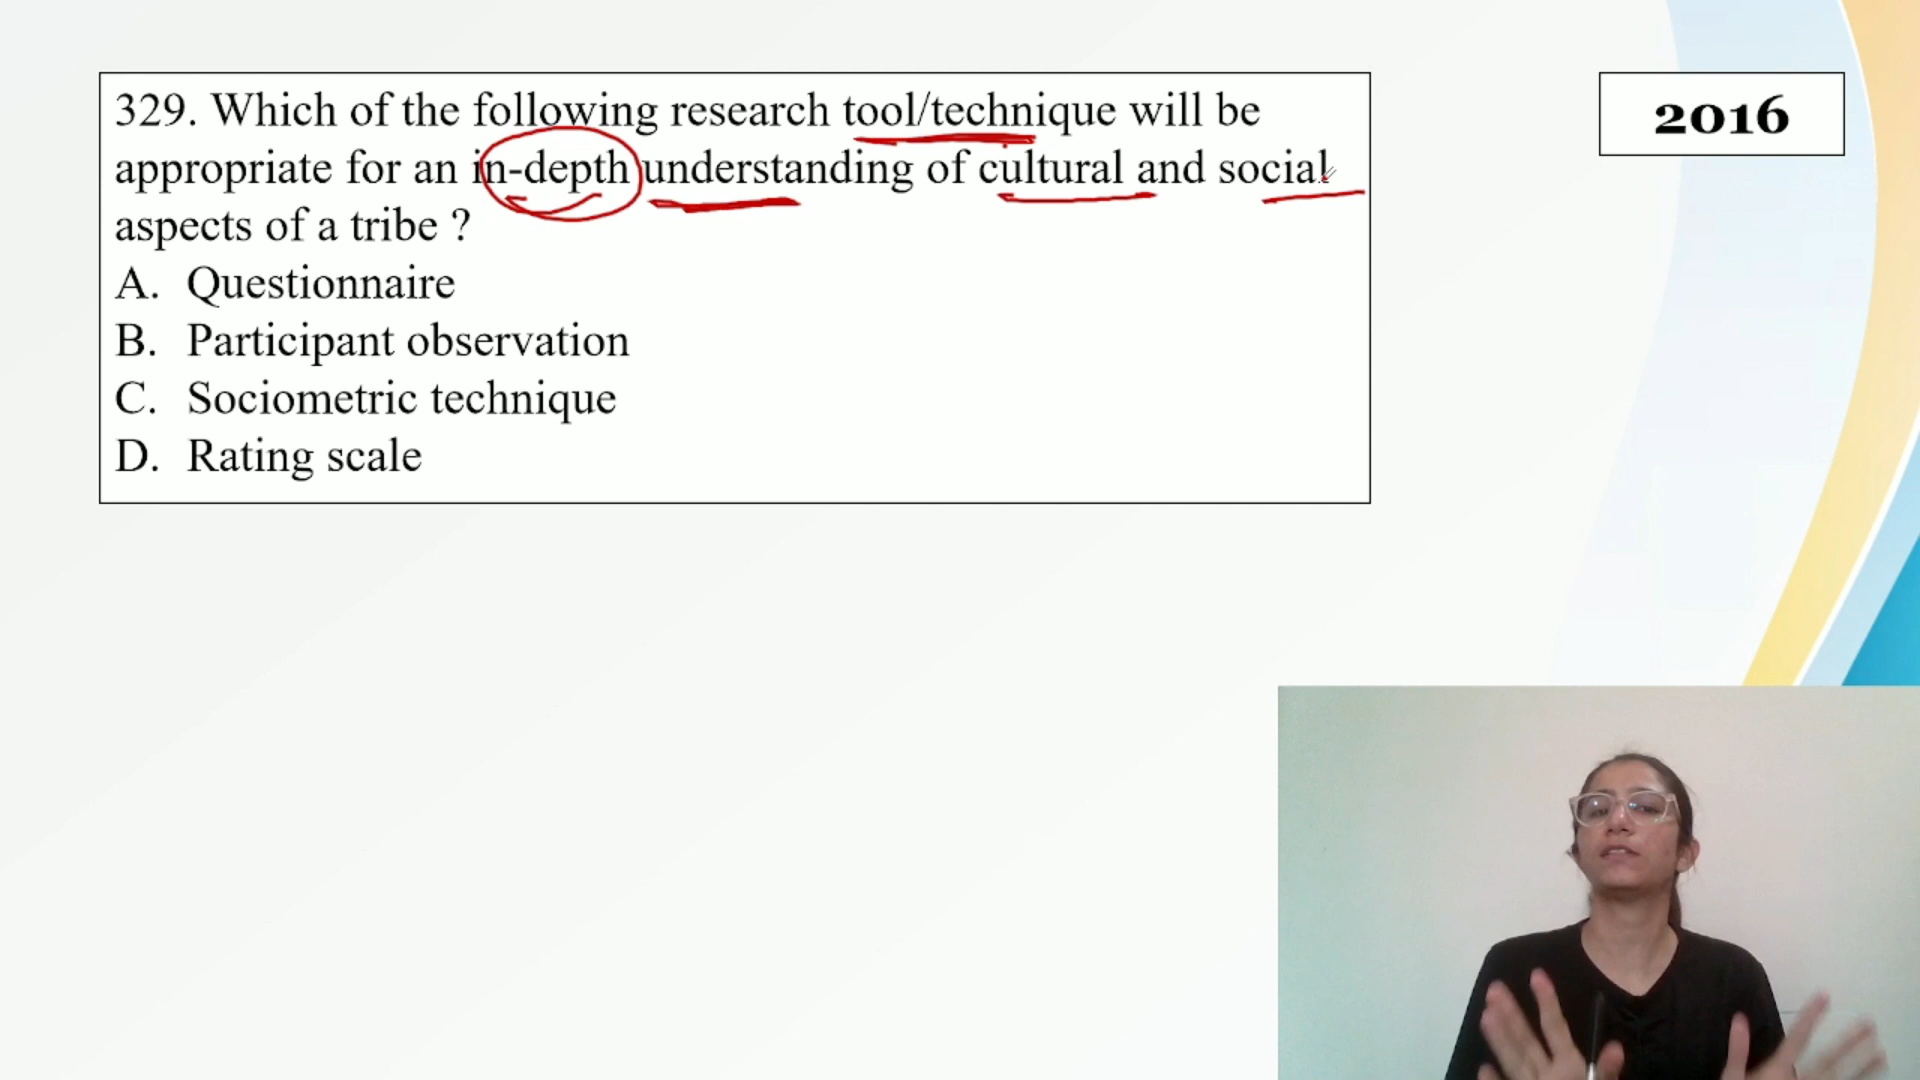 329. Which of the following research tool/technique will be
appropriate for an in-depth understanding of cultural and social
aspects of a tribe ?
A. Questionnaire
B. Participant observation
C. Sociometric technique
D. Rating scale
2016